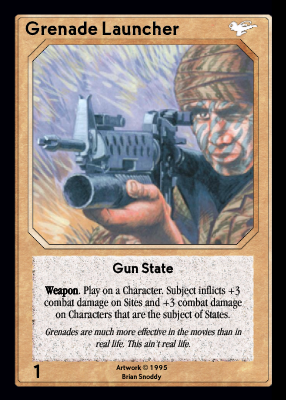 Grenade Launcher
Gun State
Weapon. Play on a Character. Subject inflicts +3
combat damage on Sites and +3 combat damage
on Characters that are the subject of States.
Grenades are much more effective in the movies than in
real life. This ain't real life.
1
Artwork © 1995
Brian Snoddy